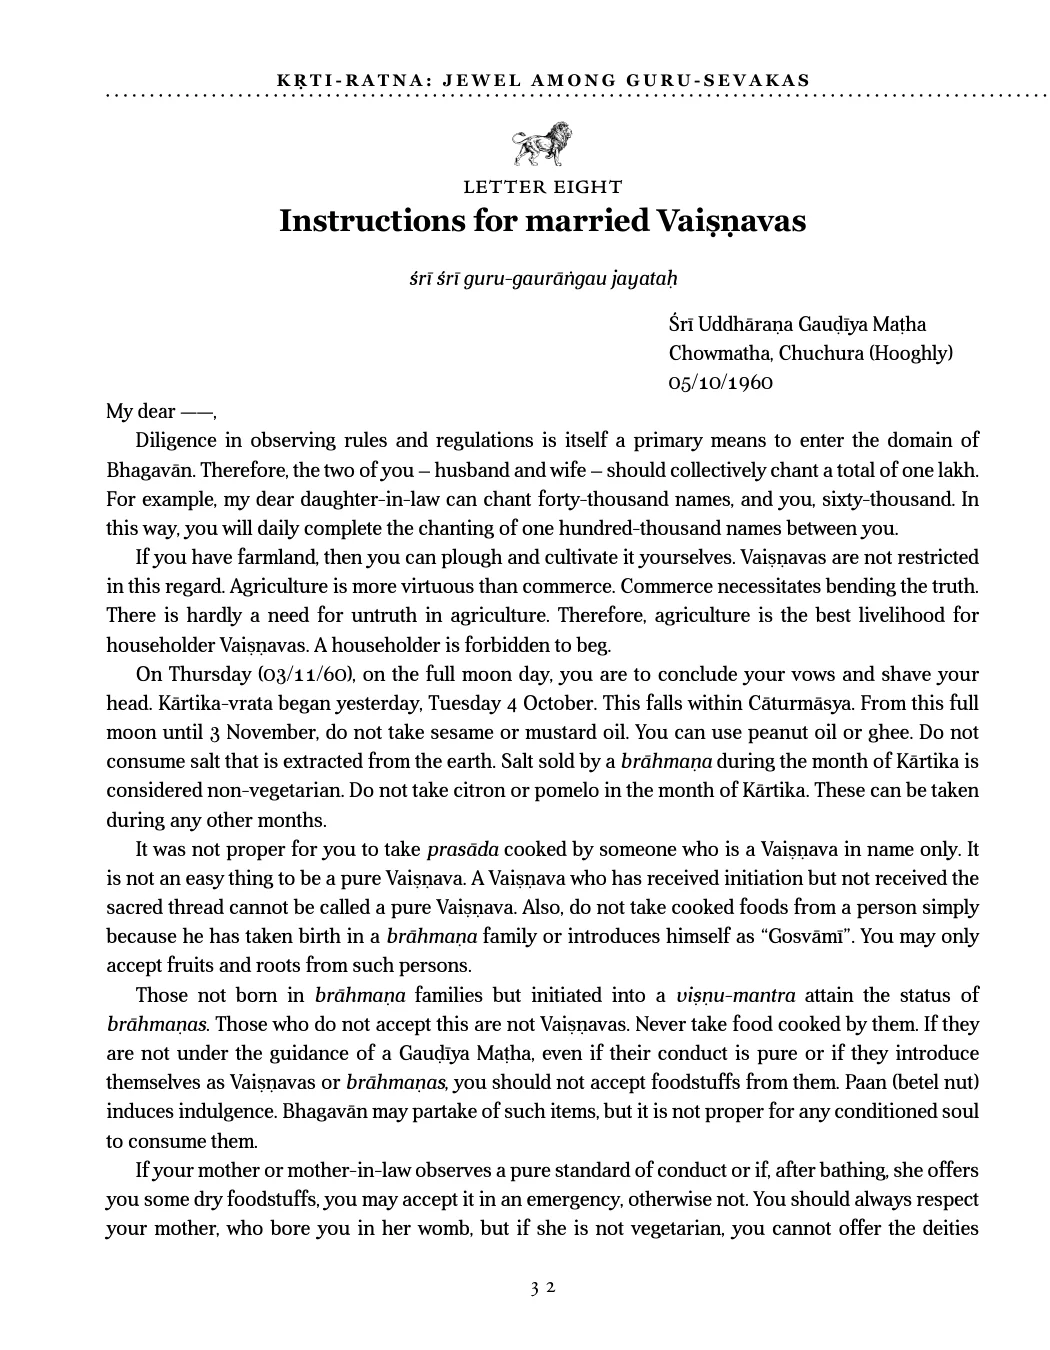 KṚTI-RATNA: JEWEL AMONG GURU-SEVAKAS
LETTER EIGHT
Instructions for married Vaiṣṇavas
śrī śrī guru-gaurāṅgau jayataḥ
Śrī Uddhāraṇa Gauḍīya Maṭha
Chowmatha, Chuchura (Hooghly)
05/10/1960
My dear ——,
Diligence in observing rules and regulations is itself a primary means to enter the domain of
Bhagavān. Therefore, the two of you – husband and wife – should collectively chant a total of one lakh.
For example, my dear daughter-in-law can chant forty-thousand names, and you, sixty-thousand. In
this way, you will daily complete the chanting of one hundred-thousand names between you.
If you have farmland, then you can plough and cultivate it yourselves. Vaiṣṇavas are not restricted
in this regard. Agriculture is more virtuous than commerce. Commerce necessitates bending the truth.
There is hardly a need for untruth in agriculture. Therefore, agriculture is the best livelihood for
householder Vaiṣṇavas. A householder is forbidden to beg.
On Thursday (03/11/60), on the full moon day, you are to conclude your vows and shave your
head. Kārtika-vrata began yesterday, Tuesday 4 October. This falls within Cāturmāsya. From this full
moon until 3 November, do not take sesame or mustard oil. You can use peanut oil or ghee. Do not
consume salt that is extracted from the earth. Salt sold by a brāhmaṇa during the month of Kārtika is
considered non-vegetarian. Do not take citron or pomelo in the month of Kārtika. These can be taken
during any other months.
It was not proper for you to take prasāda cooked by someone who is a Vaiṣṇava in name only. It
is not an easy thing to be a pure Vaiṣṇava. A Vaiṣṇava who has received initiation but not received the
sacred thread cannot be called a pure Vaiṣṇava. Also, do not take cooked foods from a person simply
because he has taken birth in a brāhmaṇa family or introduces himself as “Gosvāmī”. You may only
accept fruits and roots from such persons.
Those not born in brāhmaṇa families but initiated into a viṣṇu-mantra attain the status of
brāhmaṇas. Those who do not accept this are not Vaiṣṇavas. Never take food cooked by them. If they
are not under the guidance of a Gauḍīya Maṭha, even if their conduct is pure or if they introduce
themselves as Vaiṣṇavas or brāhmaṇas, you should not accept foodstuffs from them. Paan (betel nut)
induces indulgence. Bhagavān may partake of such items, but it is not proper for any conditioned soul
to consume them.
If your mother or mother-in-law observes a pure standard of conduct or if, after bathing, she offers
you some dry foodstuffs, you may accept it in an emergency, otherwise not. You should always respect
your mother, who bore you in her womb, but if she is not vegetarian, you cannot offer the deities
32